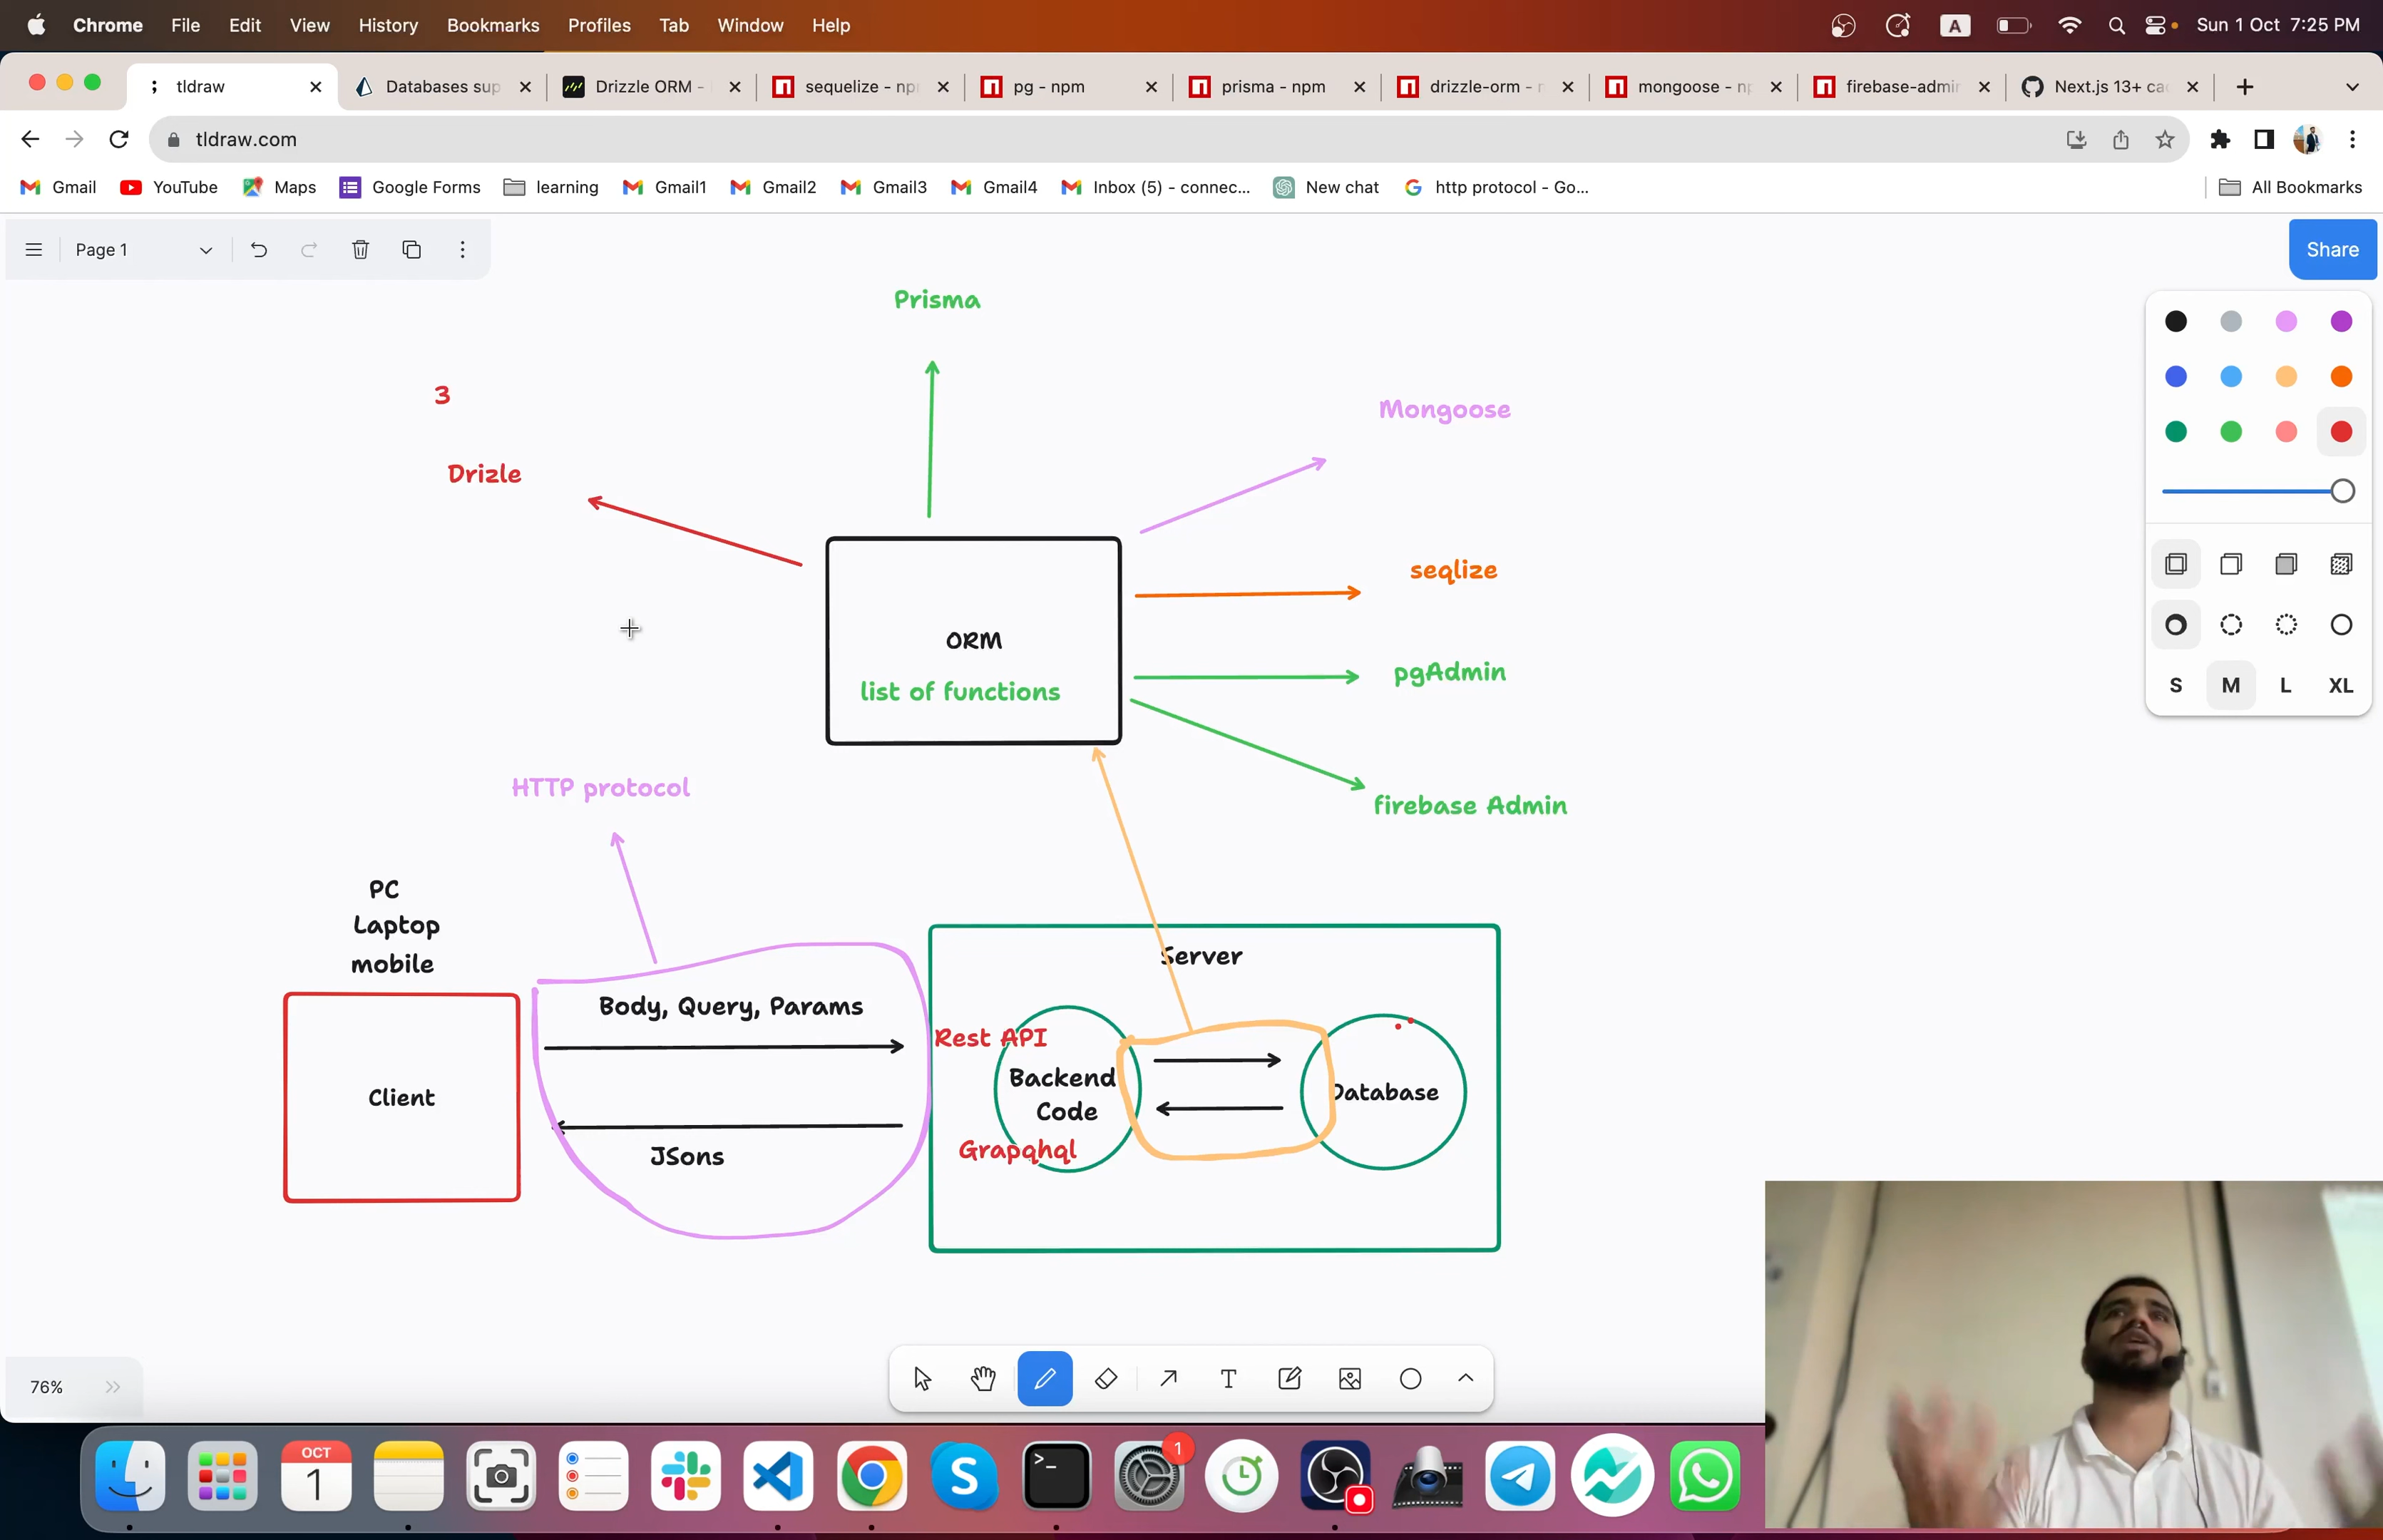 Chrome File Edit View History Bookmarks Profiles Tab Window Help A Sun 1 Oct 7:25 PM
tldraw Databases sup Drizzle ORM - sequelize - np pg - npm prisma - npm drizzle-orm - n mongoose - np firebase-admi Next.js 13+ ca
tldraw.com
Gmail YouTube Maps Google Forms learning Gmail1 Gmail2 Gmail3 Gmail4 Inbox (5) - connec... New chat http protocol - Go... All Bookmarks
Page 1
Share
Prisma
3
Mongoose
Drizle
seqlize
ORM
pgAdmin
list of functions
S M L XL
HTTP protocol
firebase Admin
PC
Laptop
mobile
Server
Body, Query, Params
Rest API
Client
Backend
Code
Database
Grapqhql
JSons
76%
T
OCT
1
S
>_
1